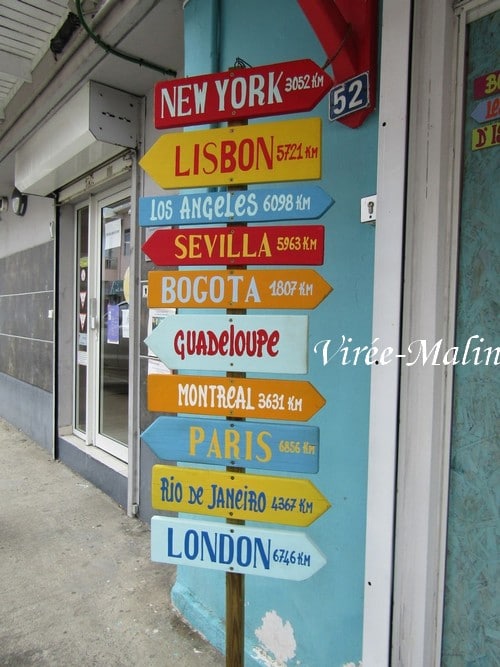 NEW YORK 3052 KM
52
LISBON 5721 KM
LOS ANGELES 6098 KM
SEVILLA 5963 KM
BOGOTA 1807 KM
GUADELOUPE
Virée-Malin
MONTREAL 3631 KM
PARIS 6856 KM
RIO DE JANEIRO 4367 KM
LONDON 6746 KM